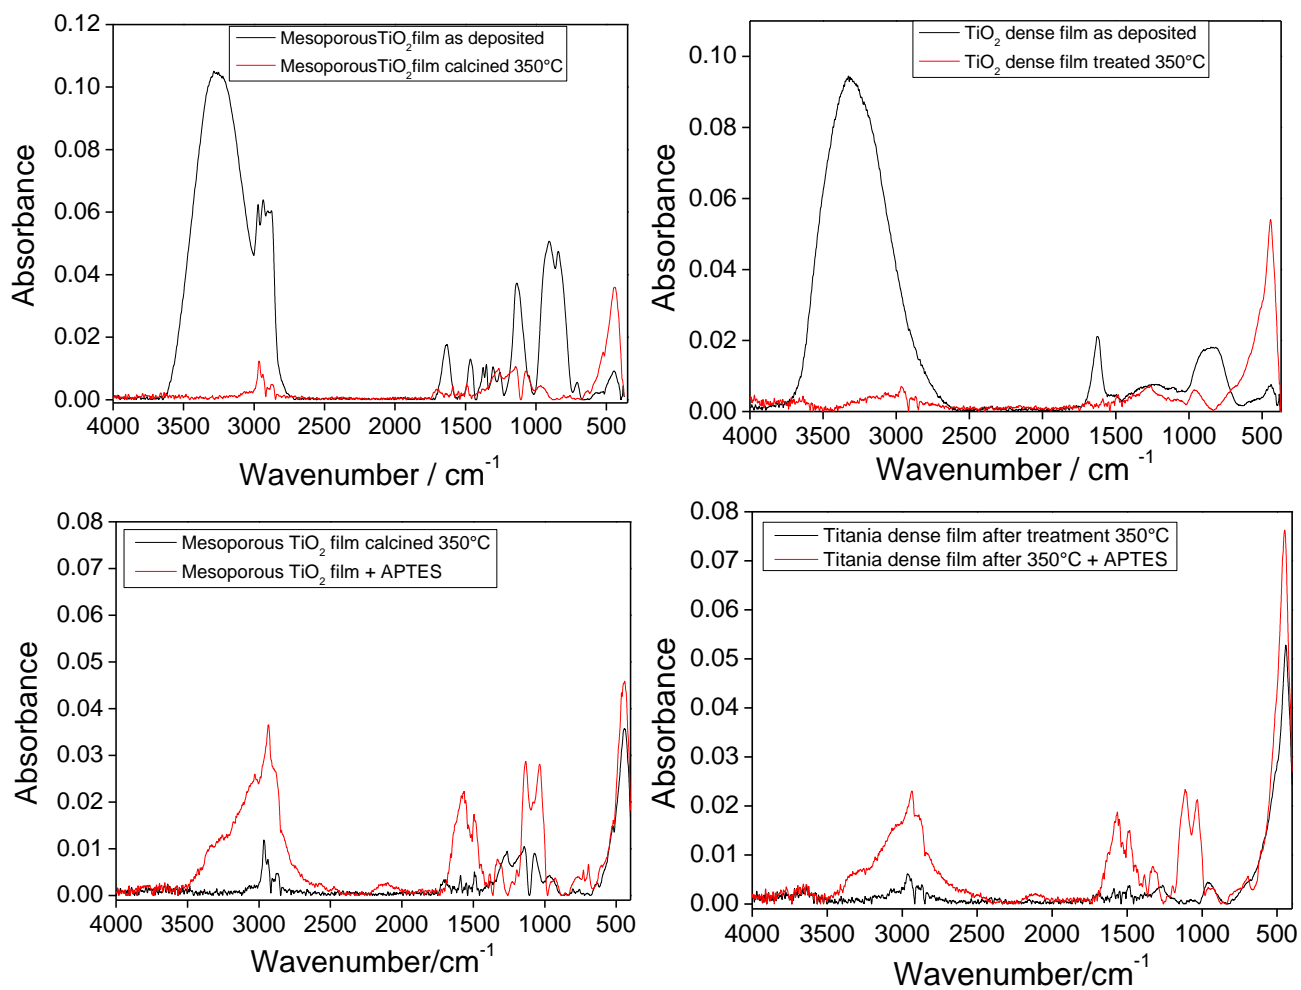 0.12
0.10
0.08
0.06
0.04
0.02
0.00
Absorbance
MesoporousTiO₂film as deposited
MesoporousTiO₂film calcined 350°C
4000 3500 3000 2500 2000 1500 1000 500
Wavenumber / cm⁻¹
0.10
0.08
0.06
0.04
0.02
0.00
Absorbance
TiO₂ dense film as deposited
TiO₂ dense film treated 350°C
4000 3500 3000 2500 2000 1500 1000 500
Wavenumber / cm⁻¹
0.08
0.07
0.06
0.05
0.04
0.03
0.02
0.01
0.00
Absorbance
Mesoporous TiO₂ film calcined 350°C
Mesoporous TiO₂ film + APTES
4000 3500 3000 2500 2000 1500 1000 500
Wavenumber/cm⁻¹
0.08
0.07
0.06
0.05
0.04
0.03
0.02
0.01
0.00
Absorbance
Titania dense film after treatment 350°C
Titania dense film after 350°C + APTES
4000 3500 3000 2500 2000 1500 1000 500
Wavenumber/cm⁻¹